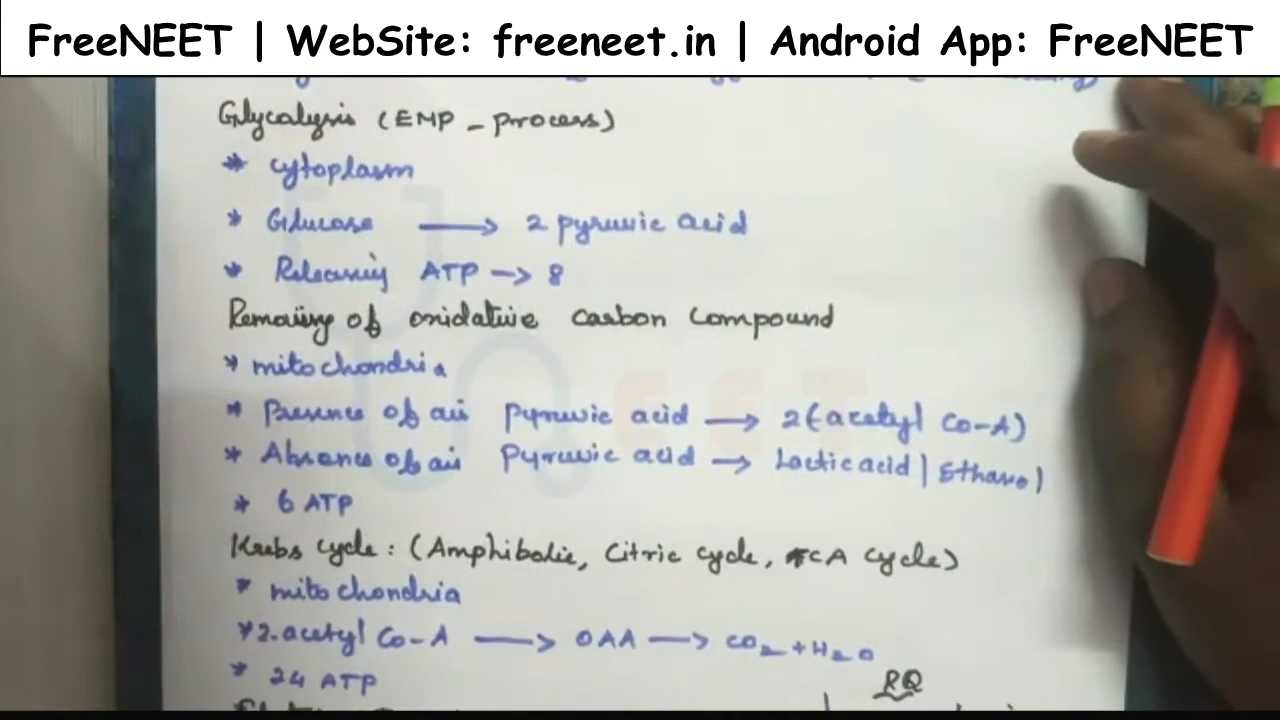 FreeNEET | WebSite: freeneet.in | Android App: FreeNEET
Glycalysis (EMP - process)
* cytoplasm
* Glucose → 2 pyruvic acid
* Releasing ATP → 8
Remaining of oxidative carbon compound
* mitochondria
* Presence of air Pyruvic acid → 2(acetyl Co-A)
* Absence of air Pyruvic acid → Lactic acid | Ethanol
* 6 ATP
Krebs cycle: (Amphibolic, Citric cycle, TCA cycle)
* mitochondria
* 2.acetyl Co-A → OAA → CO₂ + H₂O
* 24 ATP
RQ
EET